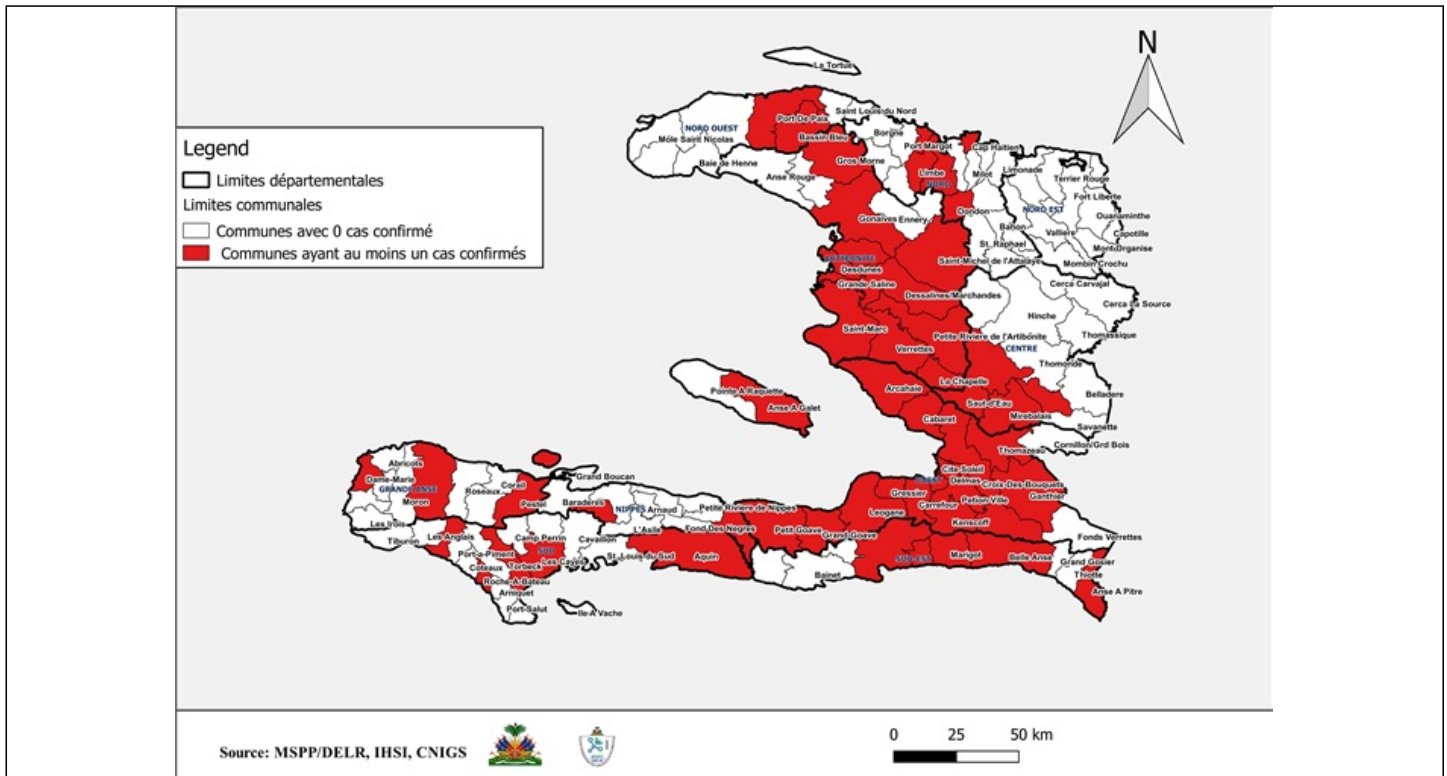 N
La Tortue
Saint Louis du Nord
Port De Paix
NORD OUEST
Borgne
Môle Saint Nicolas
Bassin Bleu
Port Margot
Cap Haïtien
Baie de Henne
Gros Morne
Limbe
Milot
Limonade
Terrier Rouge
Anse Rouge
NORD
Fort Liberte
Dondon
NORD EST
Ouanaminthe
Gonaives
Ennery
Bahon
Valliere
Capotille
St. Raphael
Mont-Organise
Saint-Michel de l'Attalaye
Mombin Crochu
ARTIBONITE
Desdunes
Grande Saline
Cerca Carvajal
Dessalines/Marchandes
Cerca La Source
Hinche
Saint-Marc
Petite Riviere de l'Artibonite
Thomassique
Verrettes
CENTRE
Thomonde
La Chapelle
Arcahaie
Belladere
Saut-d'Eau
Cabaret
Mirebalais
Savanette
Cornillon/Grd Bois
Thomazeau
Pointe A Raquette
Anse A Galet
Cite Soleil
Delmas
Croix-Des-Bouquets
OUEST
Gressier
Ganthier
Carrefour
Petion Ville
Leogane
Kenscoff
Fonds Verrettes
Abricots
Dame-Marie
GRANDE ANSE
Moron
Roseaux
Corail
Pestel
Grand Boucan
Baraderes
NIPPES
Arnaud
Petite Riviere de Nippes
Les Irois
L'Asile
Fond Des Negres
Petit Goave
Grand Goave
Tiburon
Les Anglais
Camp Perrin
Cavaillon
Port-a-Piment
SUD
Les Cayes
St. Louis du Sud
Aquin
Coteaux
Torbeck
Roche-A-Bateau
Arniquet
Port-Salut
Ile A Vache
Bainet
SUD EST
Marigot
Belle Anse
Grand Gosier
Thiotte
Anse A Pitre
Legend
Limites départementales
Limites communales
Communes avec 0 cas confirmé
Communes ayant au moins un cas confirmés
Source: MSPP/DELR, IHSI, CNIGS
0 25 50 km